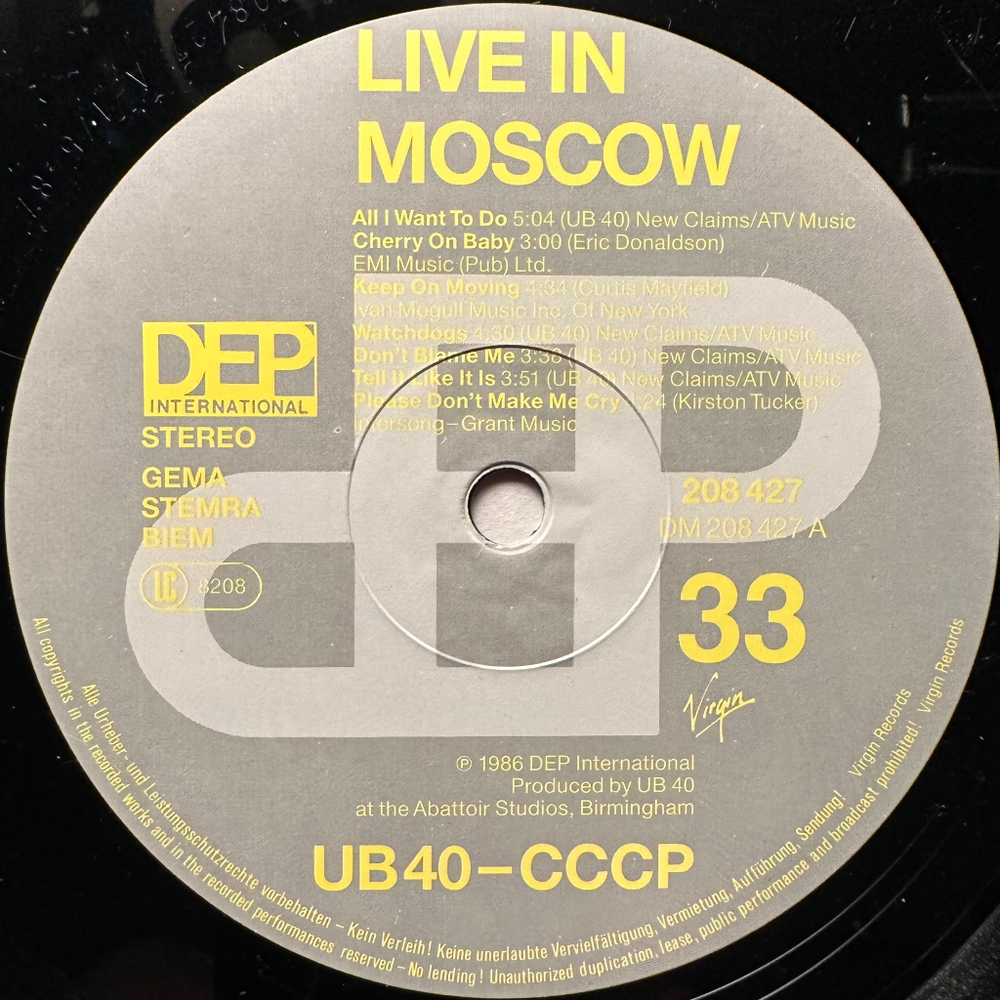 LIVE IN
MOSCOW
All I Want To Do 5:04 (UB 40) New Claims/ATV Music
Cherry On Baby 3:00 (Eric Donaldson)
EMI Music (Pub) Ltd.
Keep On Moving 4:34 (Curtis Mayfield)
Ivan Mogull Music Inc. Of New York
Watchdogs 4:30 (UB 40) New Claims/ATV Music
Don't Blame Me 3:38 (UB 40) New Claims/ATV Music
Tell It Like It Is 3:51 (UB 40) New Claims/ATV Music
Please Don't Make Me Cry :24 (Kirston Tucker)
Intersong–Grant Music
DEP
INTERNATIONAL
STEREO
GEMA
STEMRA
BIEM
LC 8208
208 427
DM 208 427 A
33
Virgin
℗ 1986 DEP International
Produced by UB 40
at the Abattoir Studios, Birmingham
UB40–CCCP
Alle Urheber- und Leistungsschutzrechte vorbehalten – Kein Verleih! Keine unerlaubte Vervielfältigung, Vermietung, Aufführung, Sendung! Virgin Records
All copyrights in the recorded works and in the recorded performances reserved – No lending! Unauthorized duplication, lease, public performance and broadcast prohibited! Virgin Records